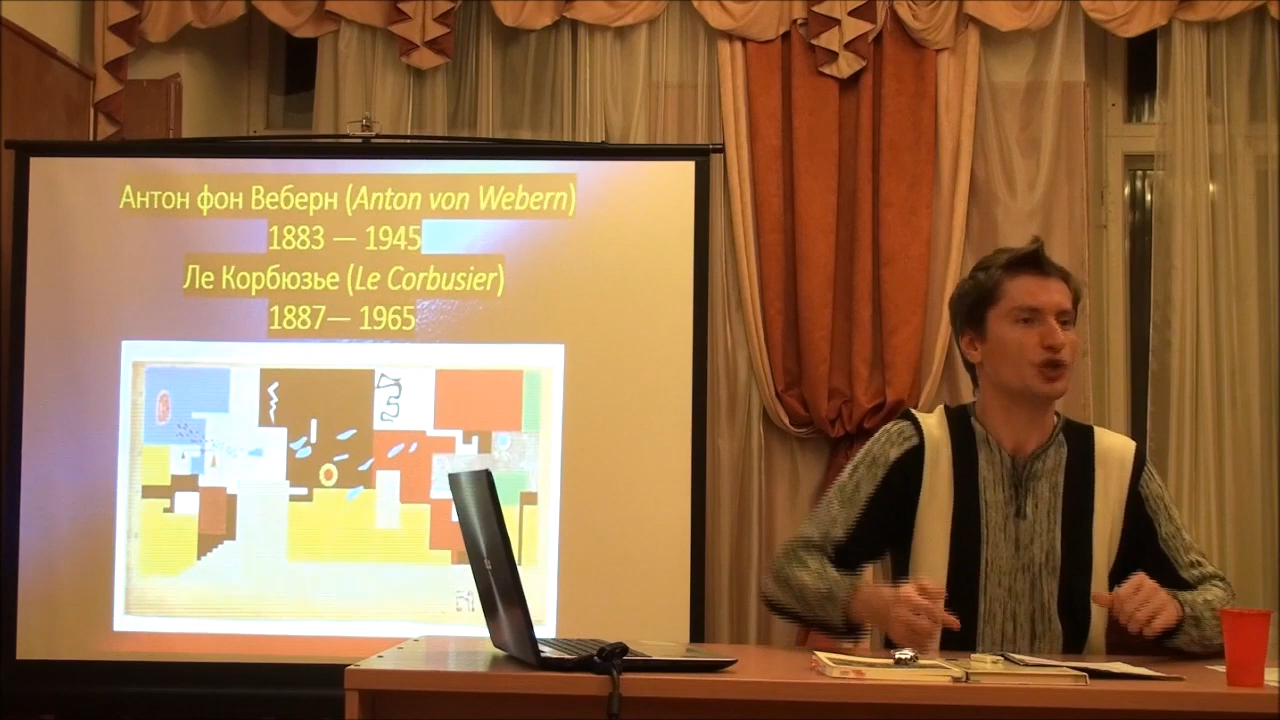 Антон фон Веберн (Anton von Webern)
1883 — 1945
Ле Корбюзье (Le Corbusier)
1887— 1965